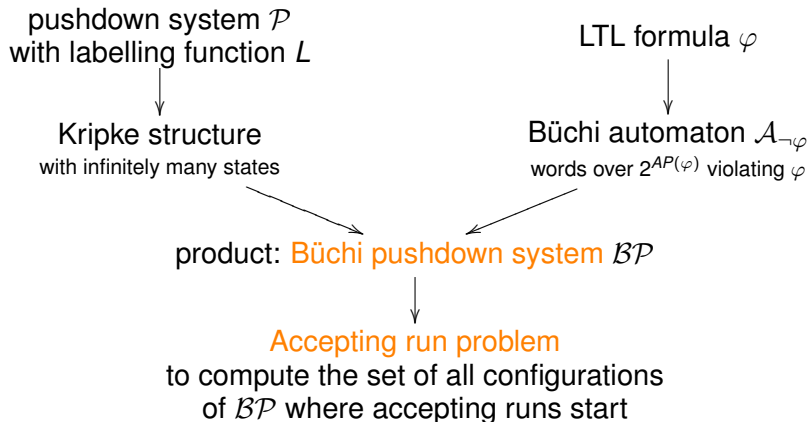 pushdown system 𝒫
with labelling function L
LTL formula φ
Kripke structure
with infinitely many states
Büchi automaton 𝒜¬φ
words over 2^AP(φ) violating φ
product: Büchi pushdown system ℬ𝒫
Accepting run problem
to compute the set of all configurations
of ℬ𝒫 where accepting runs start